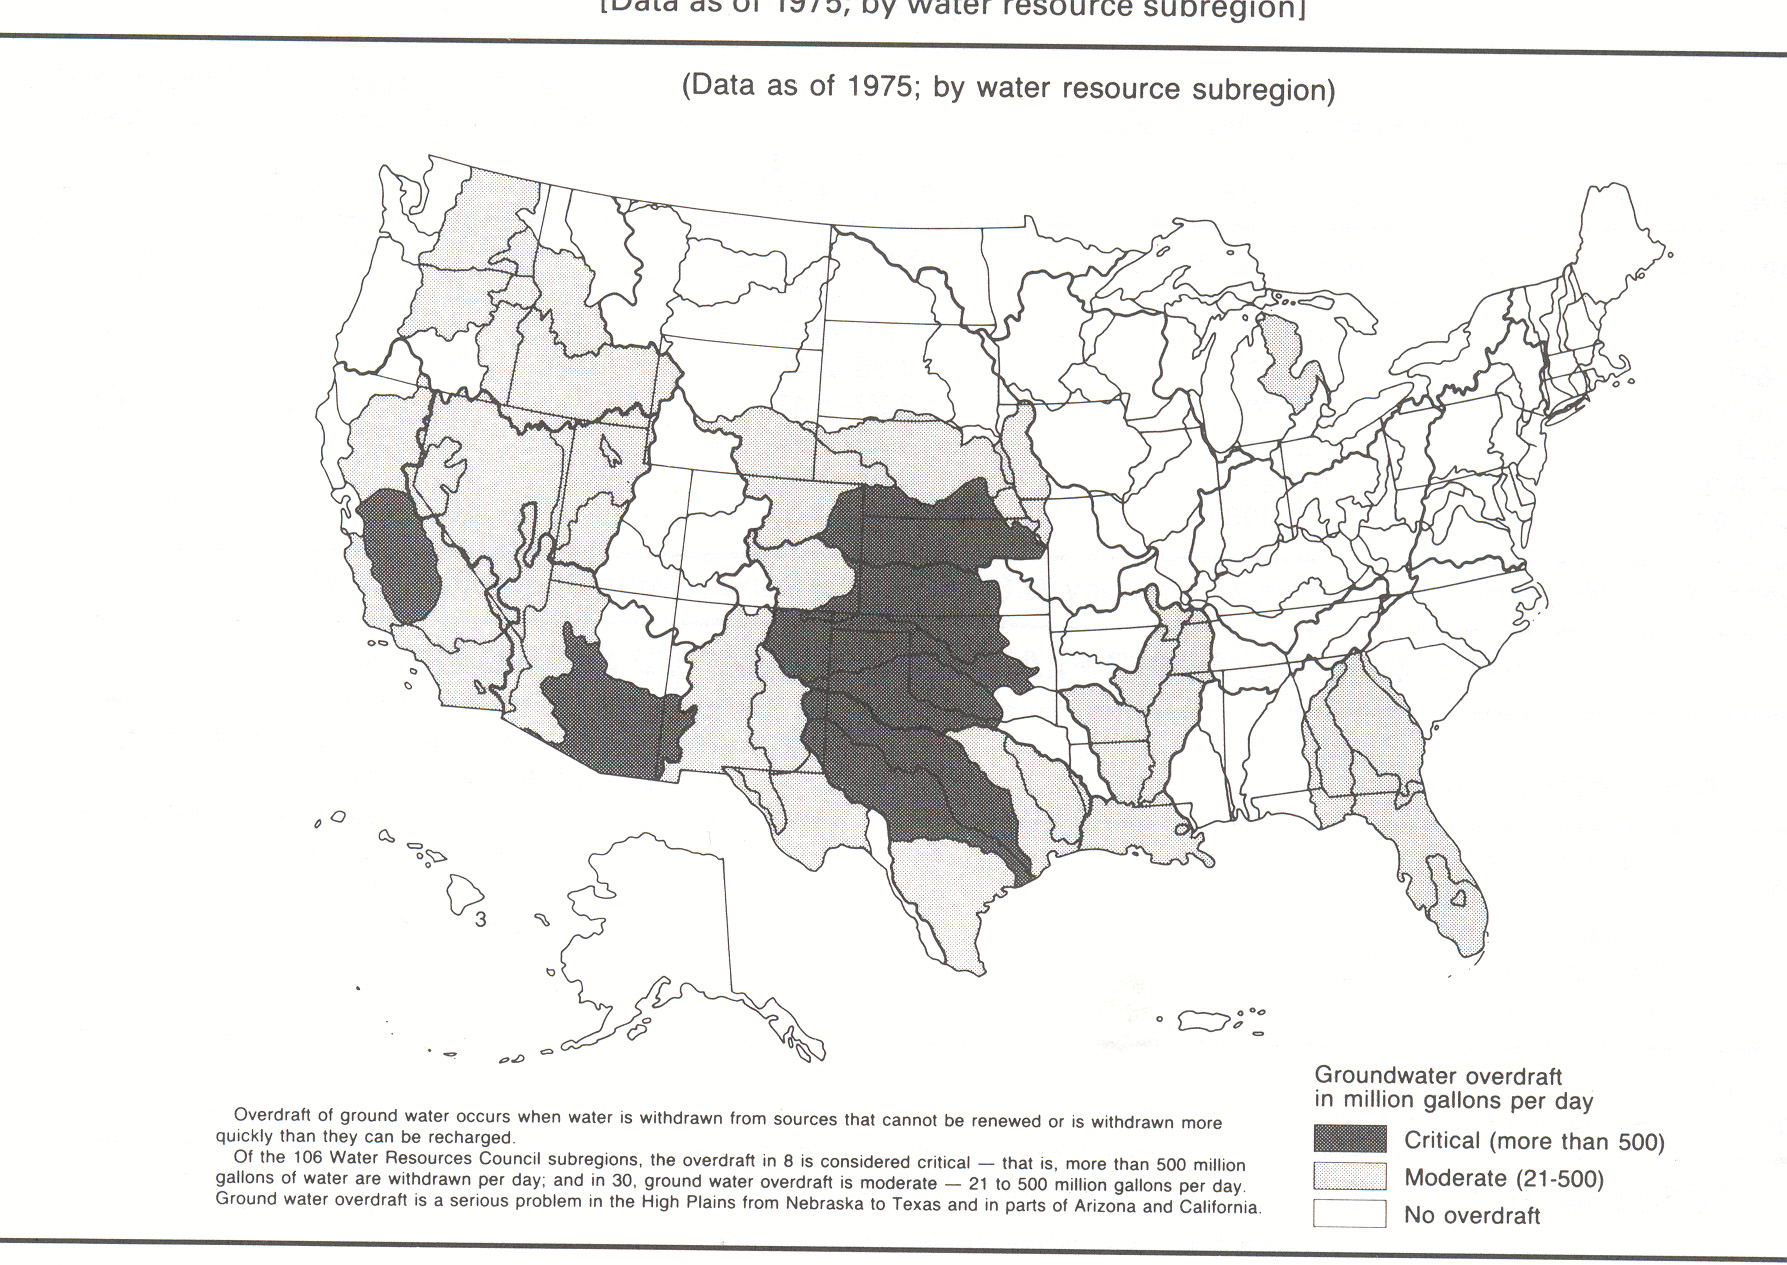 [Data as of 1975; by water resource subregion]
(Data as of 1975; by water resource subregion)
3
Groundwater overdraft
in million gallons per day
Critical (more than 500)
Moderate (21-500)
No overdraft
Overdraft of ground water occurs when water is withdrawn from sources that cannot be renewed or is withdrawn more
quickly than they can be recharged.
Of the 106 Water Resources Council subregions, the overdraft in 8 is considered critical — that is, more than 500 million
gallons of water are withdrawn per day; and in 30, ground water overdraft is moderate — 21 to 500 million gallons per day.
Ground water overdraft is a serious problem in the High Plains from Nebraska to Texas and in parts of Arizona and California.